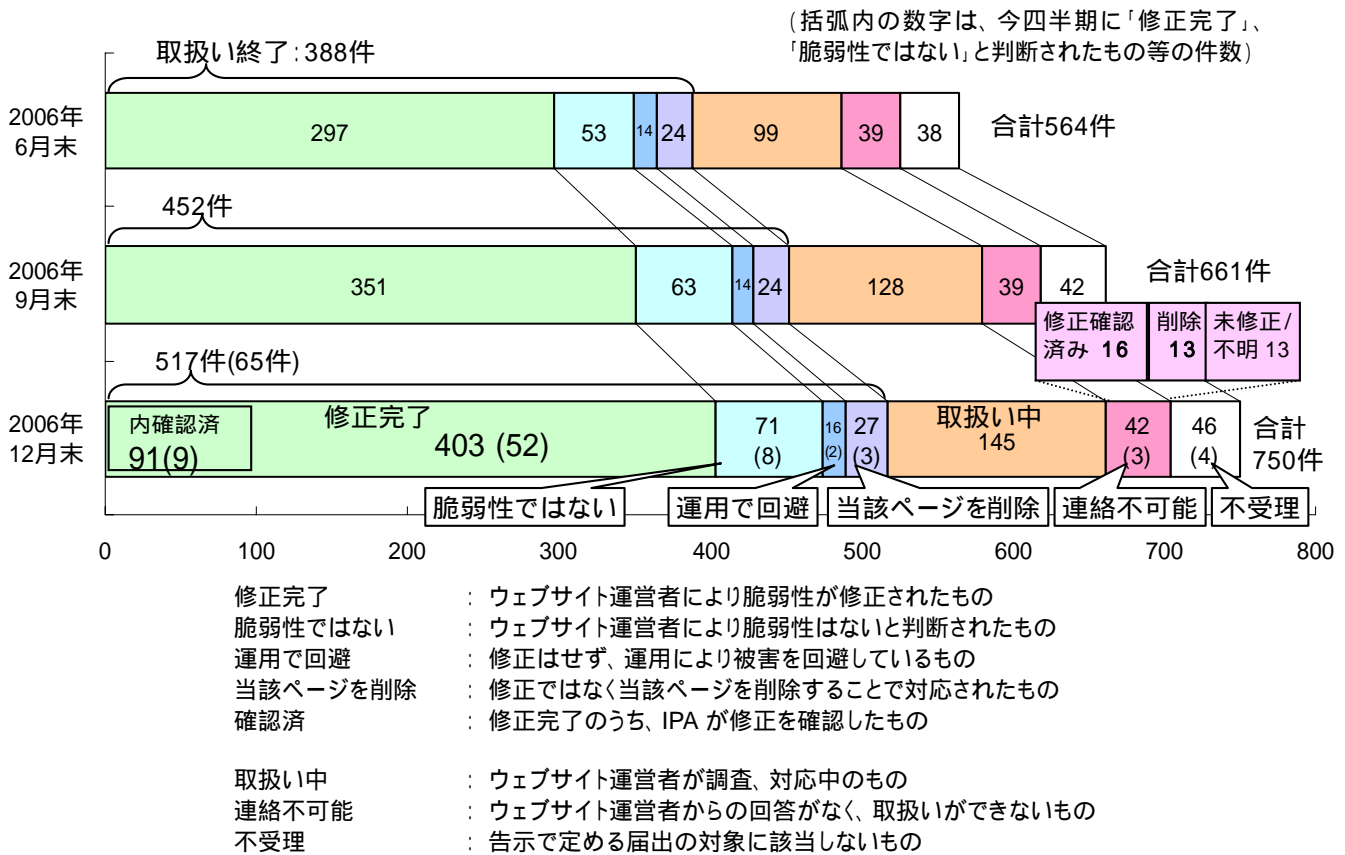 (括弧内の数字は、今四半期に「修正完了」、
「脆弱性ではない」と判断されたもの等の件数)
取扱い終了：388件
2006年
6月末
297
53
14
24
99
39
38
合計564件
452件
2006年
9月末
351
63
14
24
128
39
42
合計661件
修正確認
済み 16
削除
13
未修正/
不明 13
517件(65件)
2006年
12月末
内確認済
91(9)
修正完了
403 (52)
71
(8)
16
(2)
27
(3)
取扱い中
145
42
(3)
46
(4)
合計
750件
脆弱性ではない
運用で回避
当該ページを削除
連絡不可能
不受理
0 100 200 300 400 500 600 700 800
修正完了 ： ウェブサイト運営者により脆弱性が修正されたもの
脆弱性ではない ： ウェブサイト運営者により脆弱性はないと判断されたもの
運用で回避 ： 修正はせず、運用により被害を回避しているもの
当該ページを削除 ： 修正ではなく当該ページを削除することで対応されたもの
確認済 ： 修正完了のうち、IPA が修正を確認したもの
取扱い中 ： ウェブサイト運営者が調査、対応中のもの
連絡不可能 ： ウェブサイト運営者からの回答がなく、取扱いができないもの
不受理 ： 告示で定める届出の対象に該当しないもの